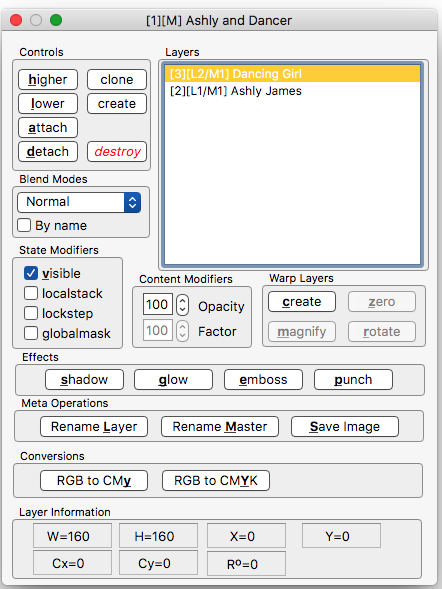 [1][M] Ashly and Dancer
Controls
higher clone
lower create
attach
detach destroy
Layers
[3][L2/M1] Dancing Girl
[2][L1/M1] Ashly James
Blend Modes
Normal
By name
State Modifiers
visible
localstack
lockstep
globalmask
Content Modifiers
100 Opacity
100 Factor
Warp Layers
create zero
magnify rotate
Effects
shadow glow emboss punch
Meta Operations
Rename Layer Rename Master Save Image
Conversions
RGB to CMy RGB to CMYK
Layer Information
W=160 H=160 X=0 Y=0
Cx=0 Cy=0 Rº=0